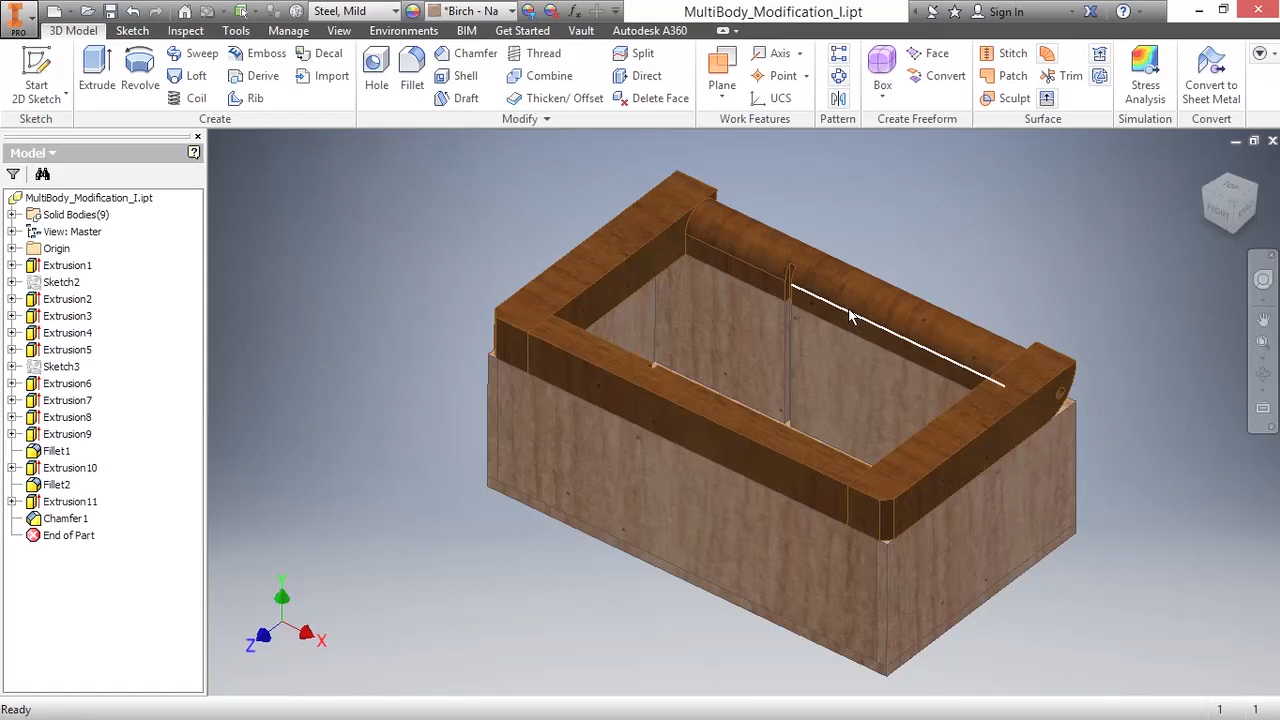 PRO
Steel, Mild
*Birch - Na
MultiBody_Modification_I.ipt
Sign In
3D Model
Sketch
Inspect
Tools
Manage
View
Environments
BIM
Get Started
Vault
Autodesk A360
Start
2D Sketch
Extrude
Revolve
Sweep
Loft
Coil
Emboss
Derive
Rib
Decal
Import
Hole
Fillet
Chamfer
Shell
Draft
Thread
Combine
Thicken/ Offset
Split
Direct
Delete Face
Plane
Axis
Point
UCS
Box
Face
Convert
Stitch
Patch
Sculpt
Trim
Stress
Analysis
Convert to
Sheet Metal
Sketch
Create
Modify
Work Features
Pattern
Create Freeform
Surface
Simulation
Convert
Model
MultiBody_Modification_I.ipt
Solid Bodies(9)
View: Master
Origin
Extrusion1
Sketch2
Extrusion2
Extrusion3
Extrusion4
Extrusion5
Sketch3
Extrusion6
Extrusion7
Extrusion8
Extrusion9
Fillet1
Extrusion10
Fillet2
Extrusion11
Chamfer1
End of Part
TOP
FRONT
RIGHT
Y
Z
X
Ready
1
1